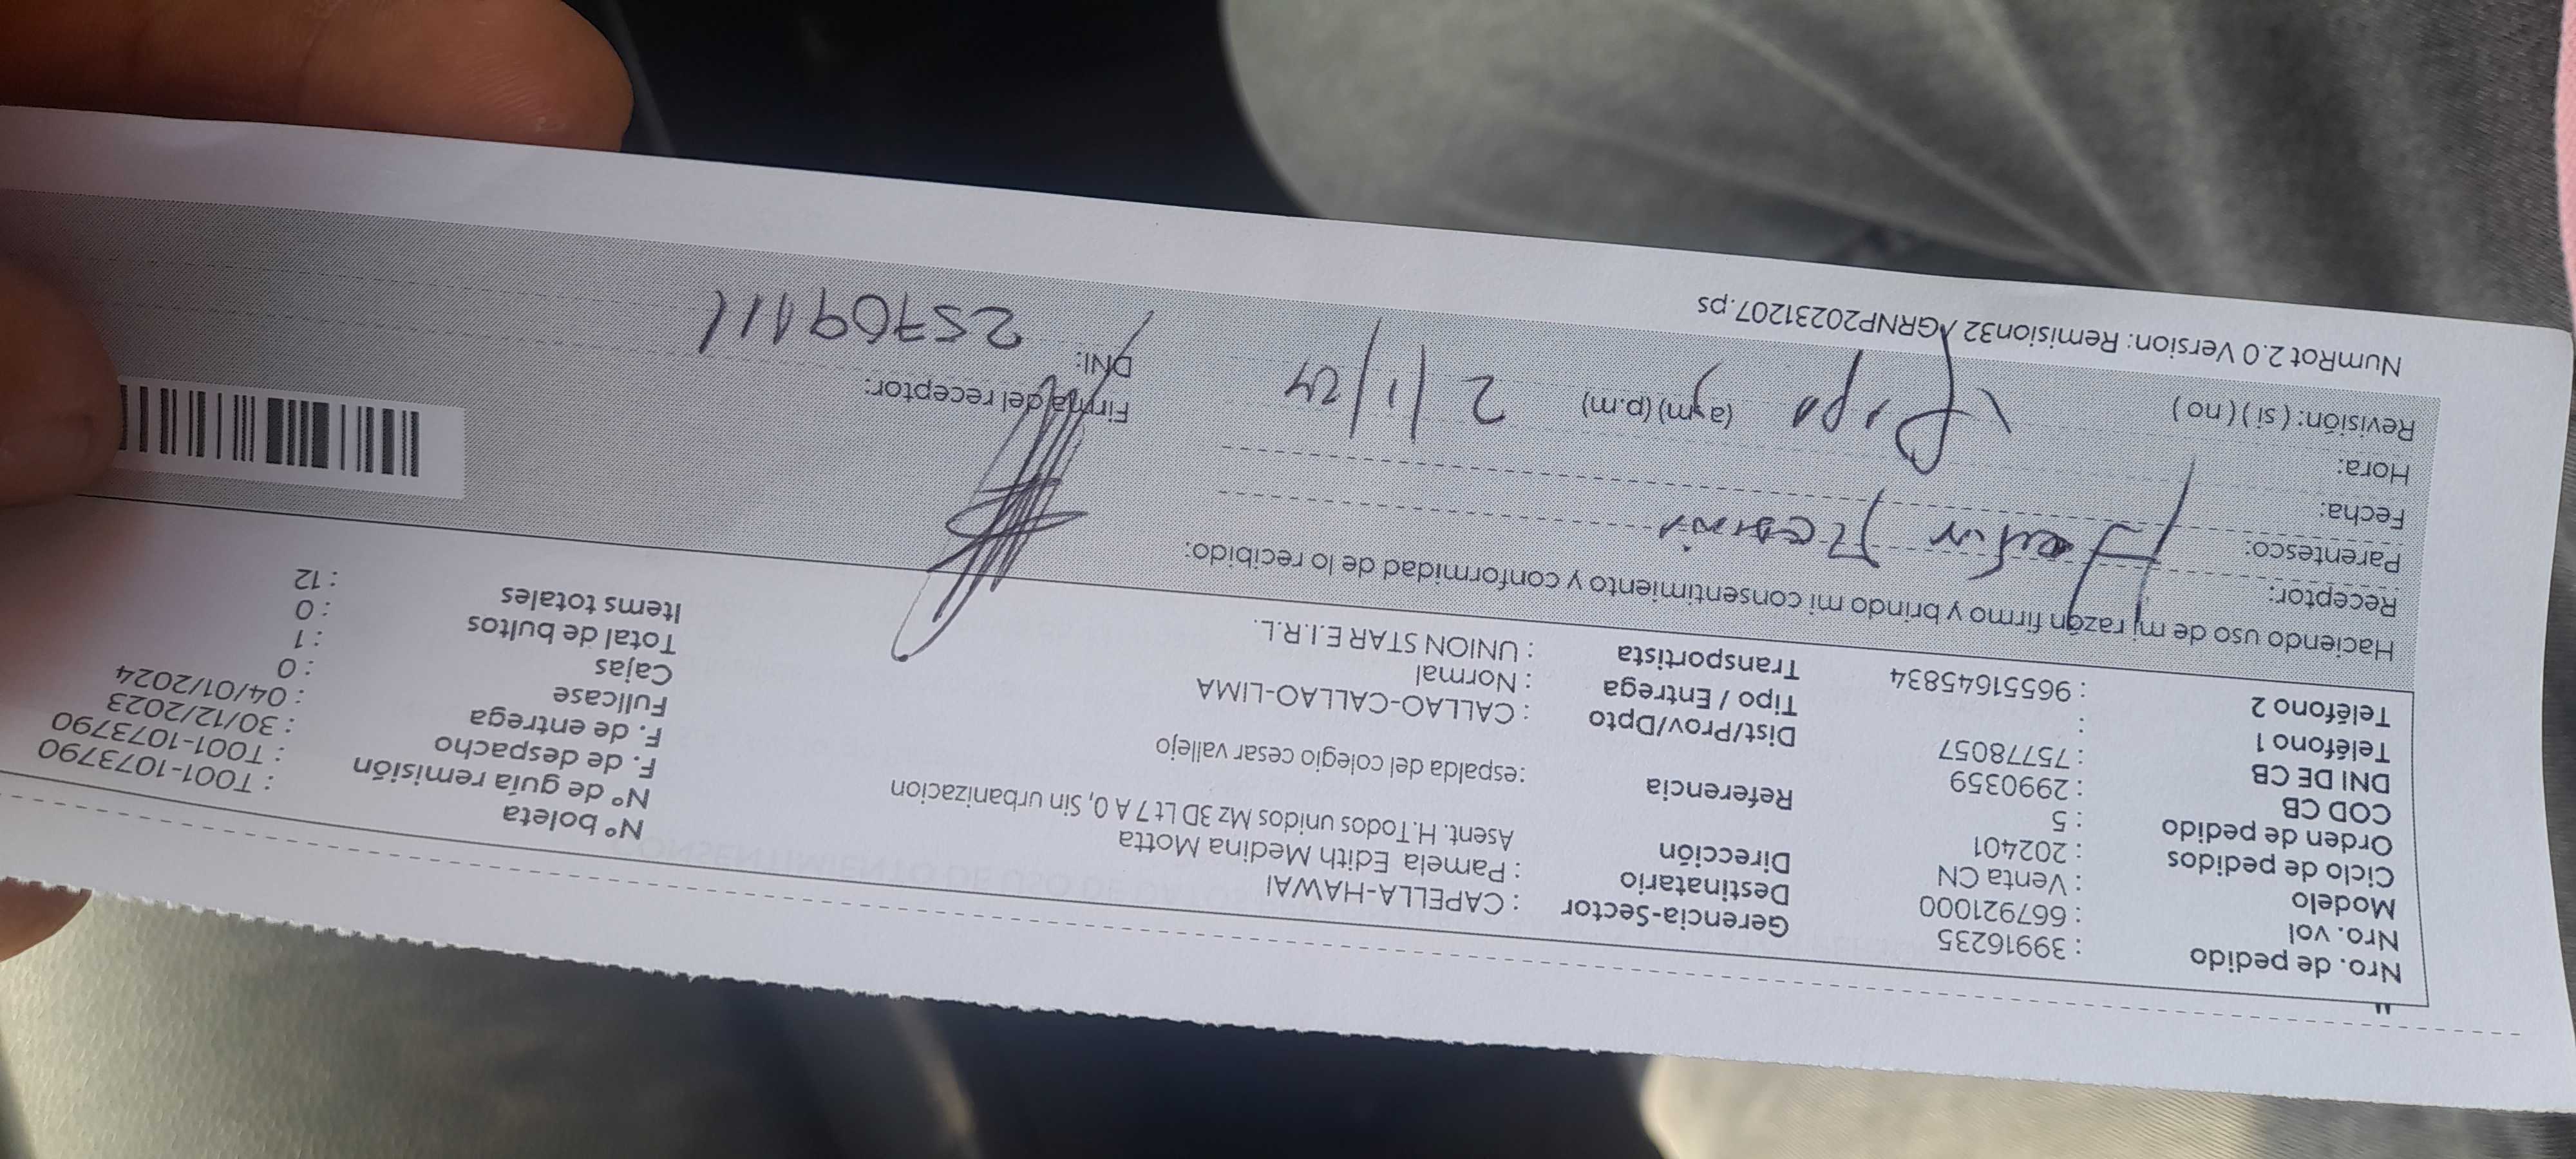 Nro. de pedido : 39916235 Gerencia-Sector : CAPELLA-HAWAI Nº boleta : T001-1073790
Nro. vol : 667921000 Destinatario : Pamela Edith Medina Motta Nº de guía remisión : T001-1073790
Modelo : Venta CN Dirección Asent. H.Todos unidos Mz 3D Lt 7 A 0, Sin urbanizacion F. de despacho : 30/12/2023
Ciclo de pedidos : 202401 F. de entrega : 04/01/2024
Orden de pedido : 5 Referencia :espalda del colegio cesar vallejo Fullcase : 0
COD CB : 2990359 Cajas : 1
DNI DE CB : 75778057 Dist/Prov/Dpto : CALLAO-CALLAO-LIMA Total de bultos : 0
Teléfono 1 : Tipo / Entrega : Normal Items totales : 12
Teléfono 2 : 96551645834 Transportista : UNION STAR E.I.R.L.
Haciendo uso de mi razón firmo y brindo mi consentimiento y conformidad de lo recibido:
Receptor:
Parentesco:
Fecha:
Hora: (a.m) (p.m) 2/1/24
Revisión: ( si ) ( no )
Firma del receptor:
DNI: 25709111
NumRot 2.0 Version: Remision32 AGRNP20231207.ps